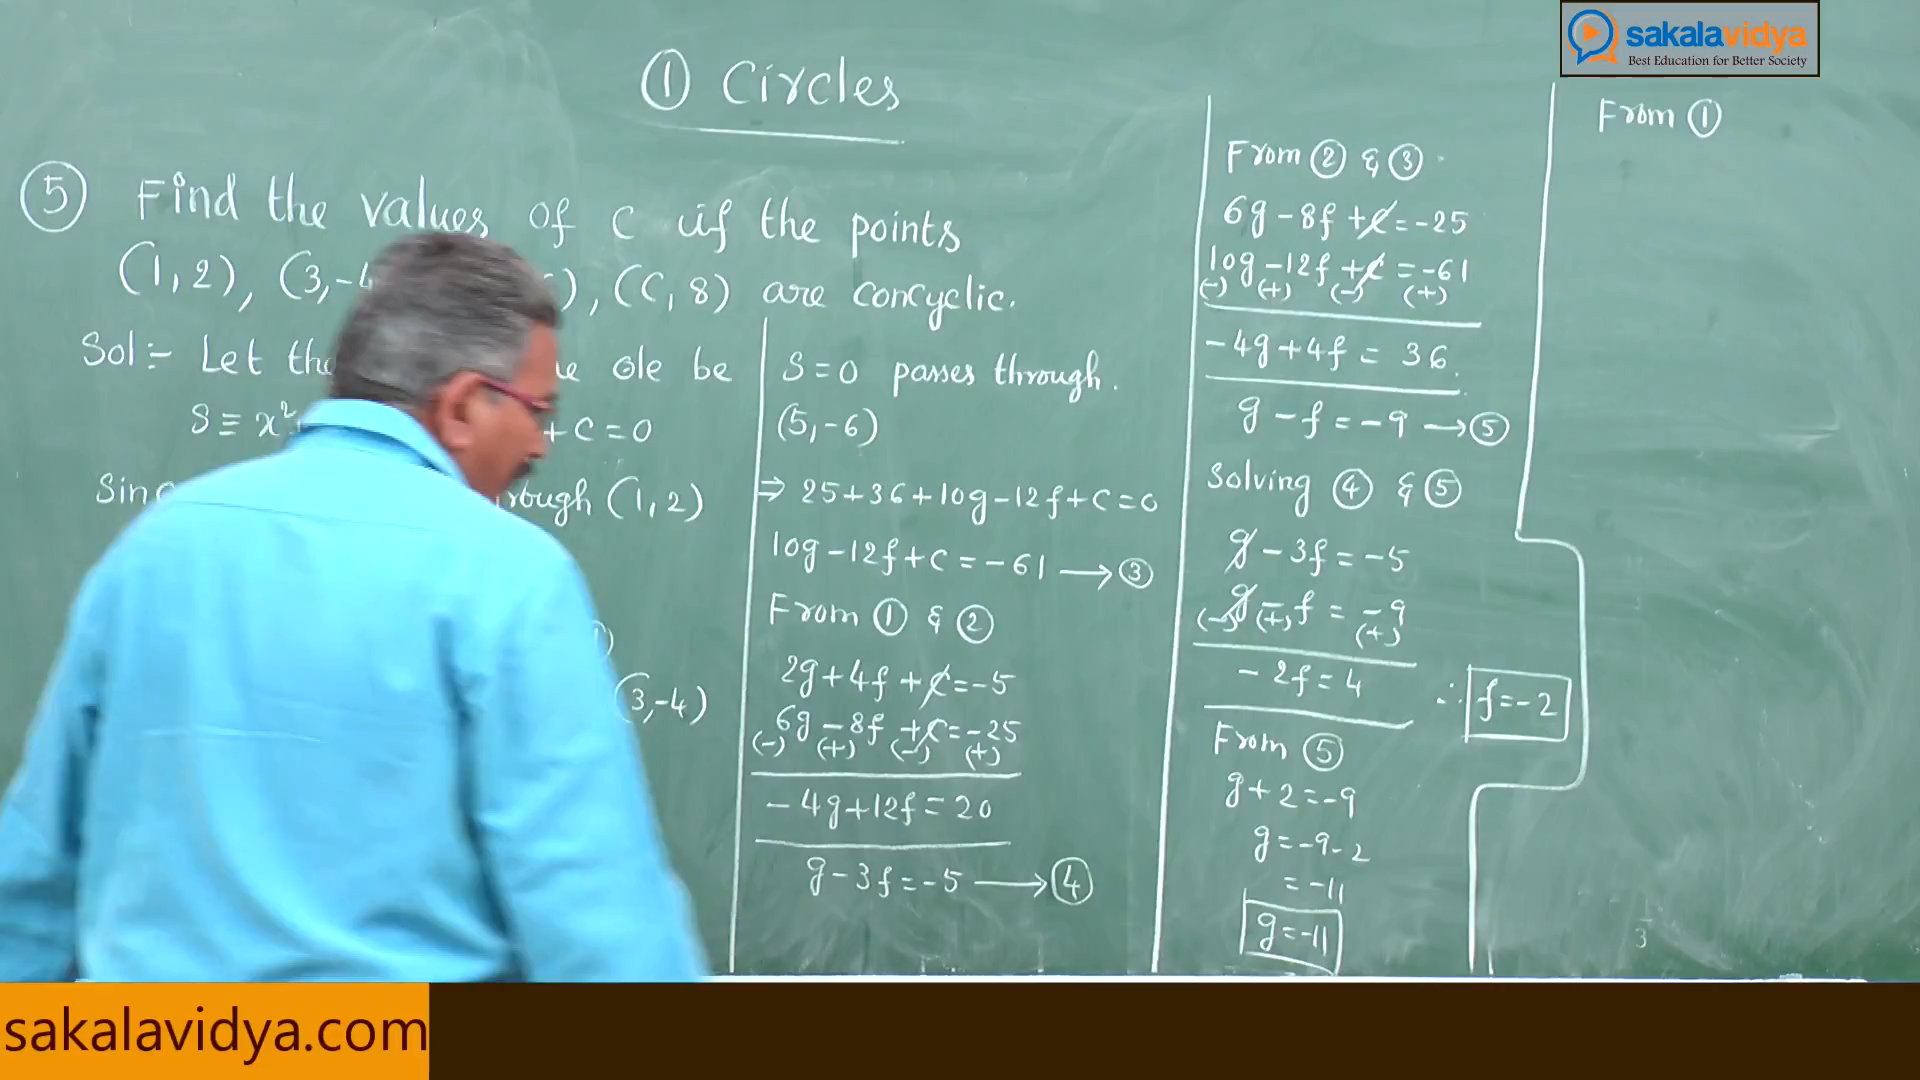 sakalavidya
Best Education for Better Society
① Circles
⑤ Find the values of c if the points
(1,2), (3,-4 ), (C, 8) are concyclic.
Sol:- Let the ole be
S ≡ x² + c = 0
Sin through (1,2)
(3,-4)
S = 0 passes through.
(5,-6)
⇒ 25+36+10g-12f+c=0
10g-12f+c = -61 → ③
From ① & ②
2g+4f+c=-5
6g-8f+c=-25
(-) (+) (-) (+)
-4g+12f=20
g-3f=-5 → ④
From ② & ③
6g-8f+c=-25
10g-12f+c=-61
(-) (+) (-) (+)
-4g+4f = 36
g-f = -9 → ⑤
Solving ④ & ⑤
g-3f=-5
g-f=-9
(-) (+) (+)
-2f=4 ∴ f=-2
From ⑤
g+2=-9
g=-9-2
=-11
g=-11
From ①
3
sakalavidya.com